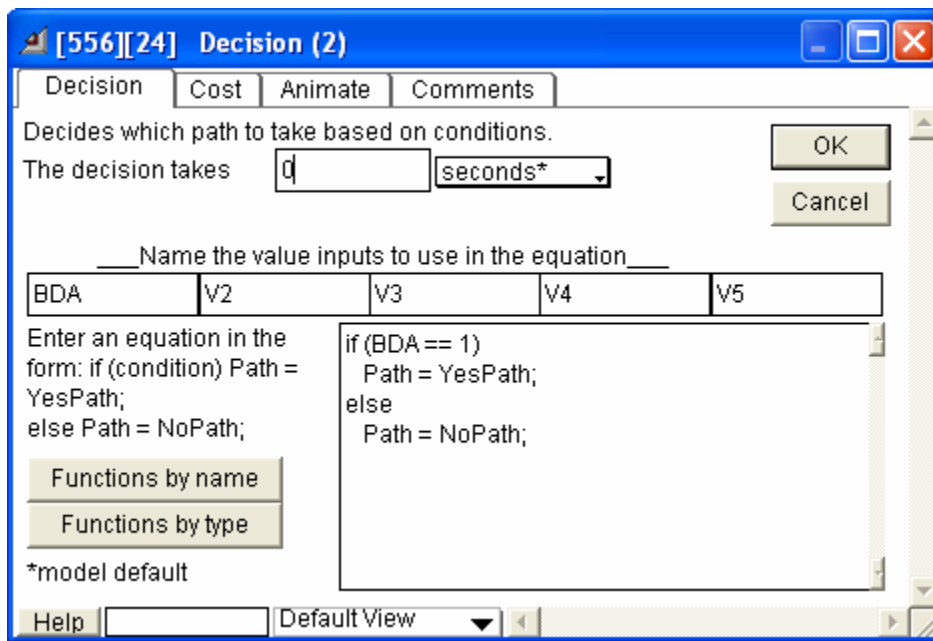 [556][24] Decision (2)
Decision Cost Animate Comments
Decides which path to take based on conditions.
The decision takes 0 seconds*
OK
Cancel
___Name the value inputs to use in the equation___
BDA V2 V3 V4 V5
Enter an equation in the
form: if (condition) Path =
YesPath;
else Path = NoPath;
if (BDA == 1)
Path = YesPath;
else
Path = NoPath;
Functions by name
Functions by type
*model default
Help Default View